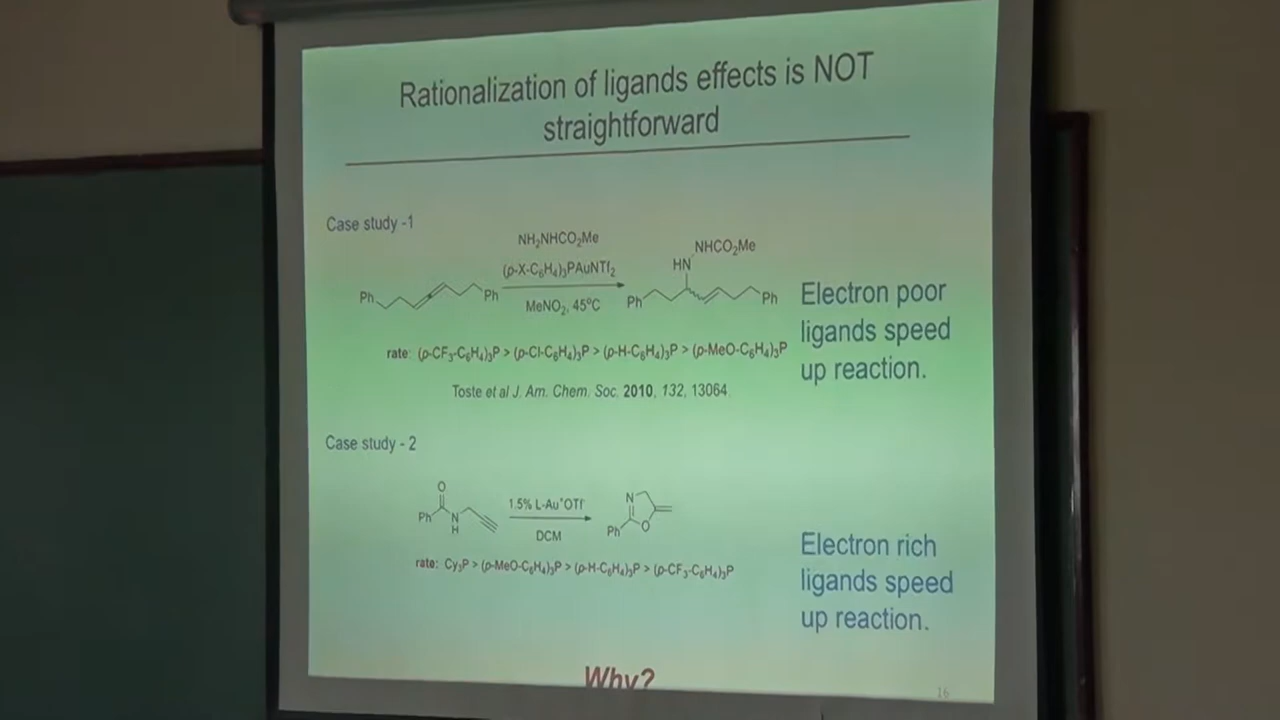 Rationalization of ligands effects is NOT
straightforward
Case study -1
NH₂NHCO₂Me
(p-X-C₆H₄)₃PAuNTf₂
MeNO₂, 45ºC
Ph
Ph
NHCO₂Me
HN
Ph
Ph
rate: (p-CF₃-C₆H₄)₃P > (p-Cl-C₆H₄)₃P > (p-H-C₆H₄)₃P > (p-MeO-C₆H₄)₃P
Electron poor
ligands speed
up reaction.
Toste et al J. Am. Chem. Soc. 2010, 132, 13064.
Case study - 2
O
Ph
N
H
1.5% L-Au⁺OTf⁻
DCM
N
O
Ph
rate: Cy₃P > (p-MeO-C₆H₄)₃P > (p-H-C₆H₄)₃P > (p-CF₃-C₆H₄)₃P
Electron rich
ligands speed
up reaction.
Why?
16